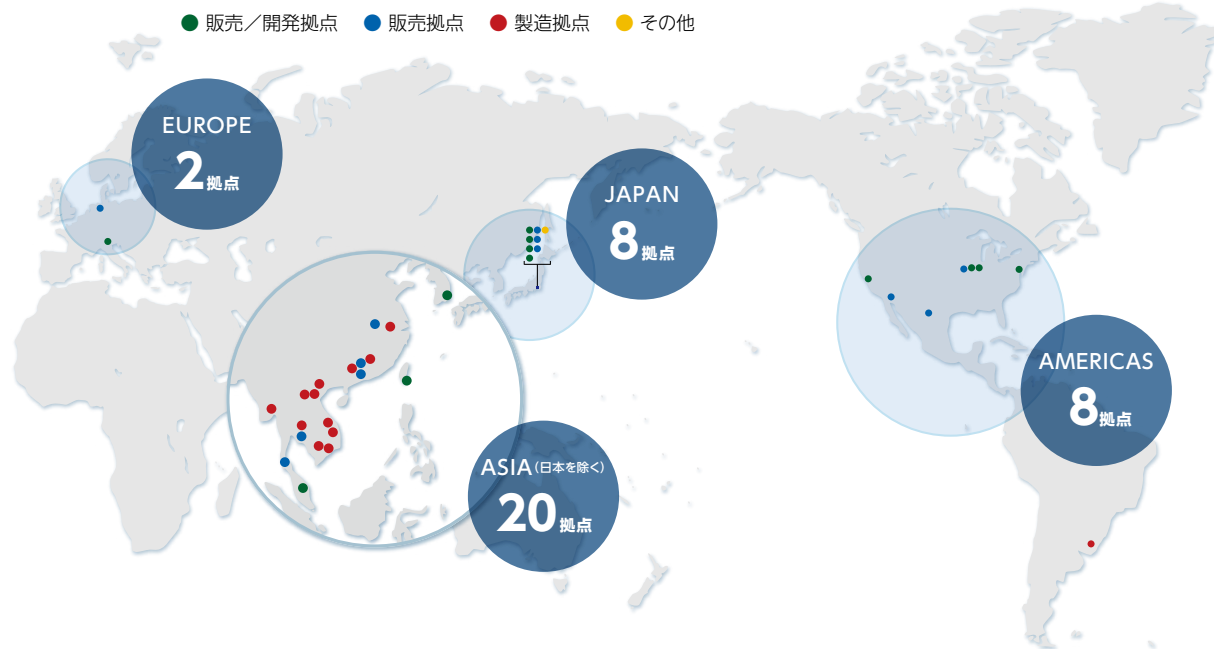 販売／開発拠点 販売拠点 製造拠点 その他
EUROPE
2拠点
JAPAN
8拠点
AMERICAS
8拠点
ASIA(日本を除く)
20拠点